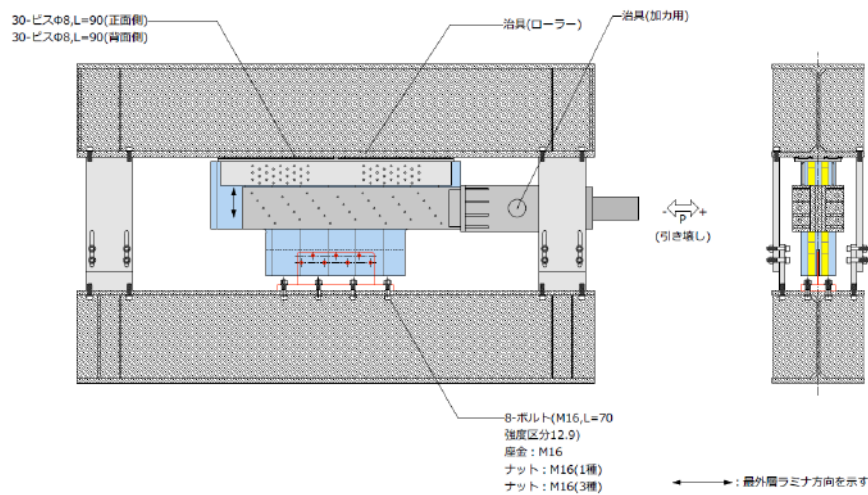 30-ビスΦ8,L=90(正面側)
30-ビスΦ8,L=90(背面側)
治具(ローラー)
治具(加力用)
- P +
(引き壊し)
8-ボルト(M16,L=70
強度区分12.9)
座金：M16
ナット：M16(1種)
ナット：M16(3種)
：最外層ラミナ方向を示す